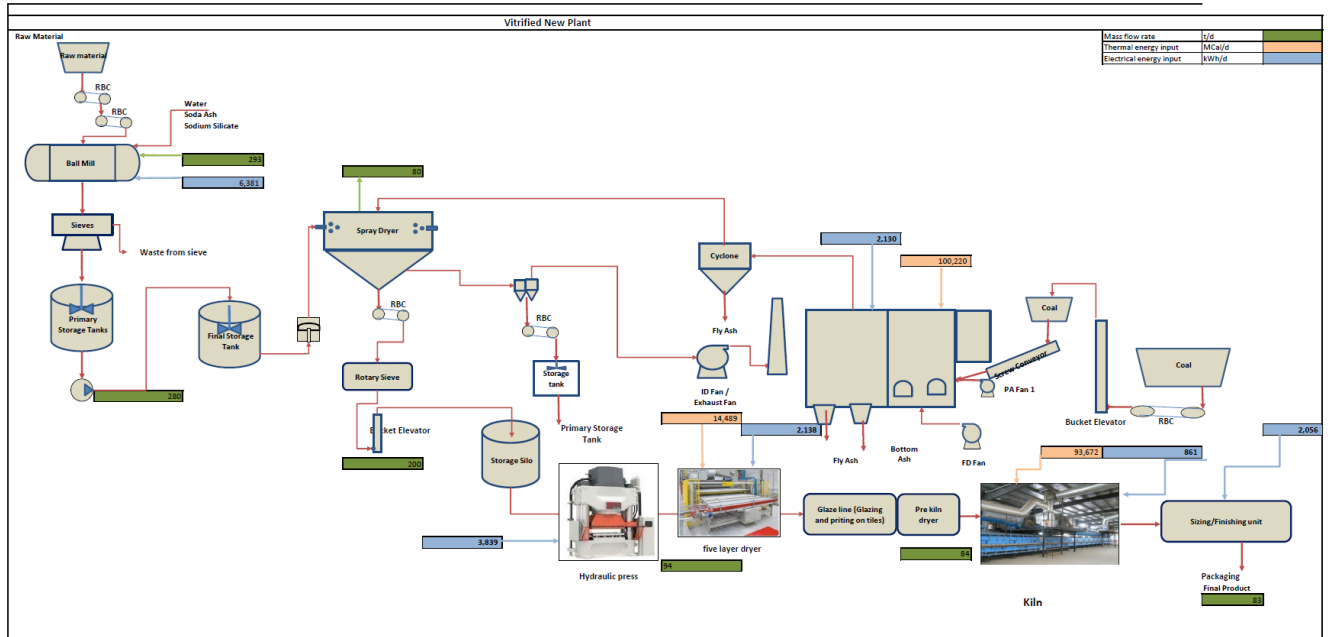 Vitrified New Plant
Raw Material
Mass flow rate t/d
Thermal energy input MCal/d
Electrical energy input kWh/d
Raw material
RBC
RBC
Water
Soda Ash
Sodium Silicate
Ball Mill
293
6,381
80
Sieves
Waste from sieve
Spray Dryer
Cyclone
2,130
100,220
Primary
Storage Tanks
Final Storage
Tank
RBC
RBC
Fly Ash
Coal
Screw Conveyor
Coal
Rotary Sieve
Storage
tank
ID Fan /
Exhaust Fan
PA Fan 1
280
Bucket Elevator
RBC
Bucket Elevator
Primary Storage
Tank
14,489
2,138
Fly Ash
Bottom
Ash
FD Fan
2,056
200
Storage Silo
93,672
861
Glaze line (Glazing
and priting on tiles)
Pre kiln
dryer
Sizing/Finishing unit
3,839
five layer dryer
84
94
Hydraulic press
Packaging
Final Product
Kiln
83